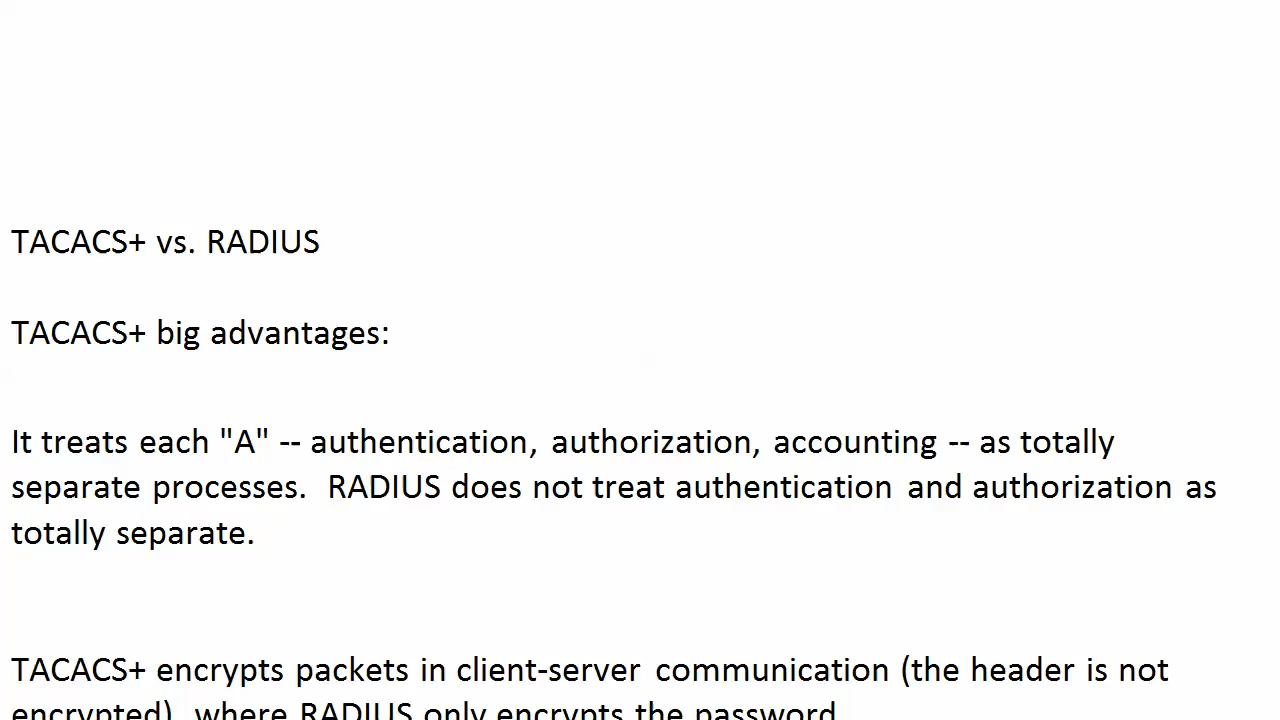 TACACS+ vs. RADIUS
TACACS+ big advantages:
It treats each "A" -- authentication, authorization, accounting -- as totally
separate processes.  RADIUS does not treat authentication and authorization as
totally separate.
TACACS+ encrypts packets in client-server communication (the header is not
encrypted), where RADIUS only encrypts the password